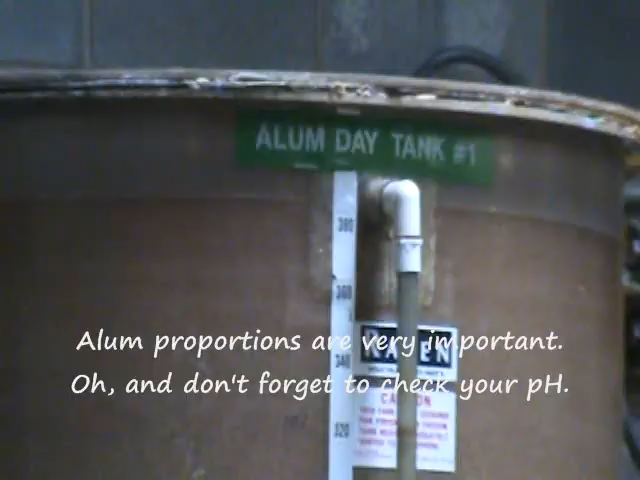 ALUM DAY TANK #1
380
360
Alum proportions are very important.
340
Oh, and don't forget to check your pH.
CAUTION
320